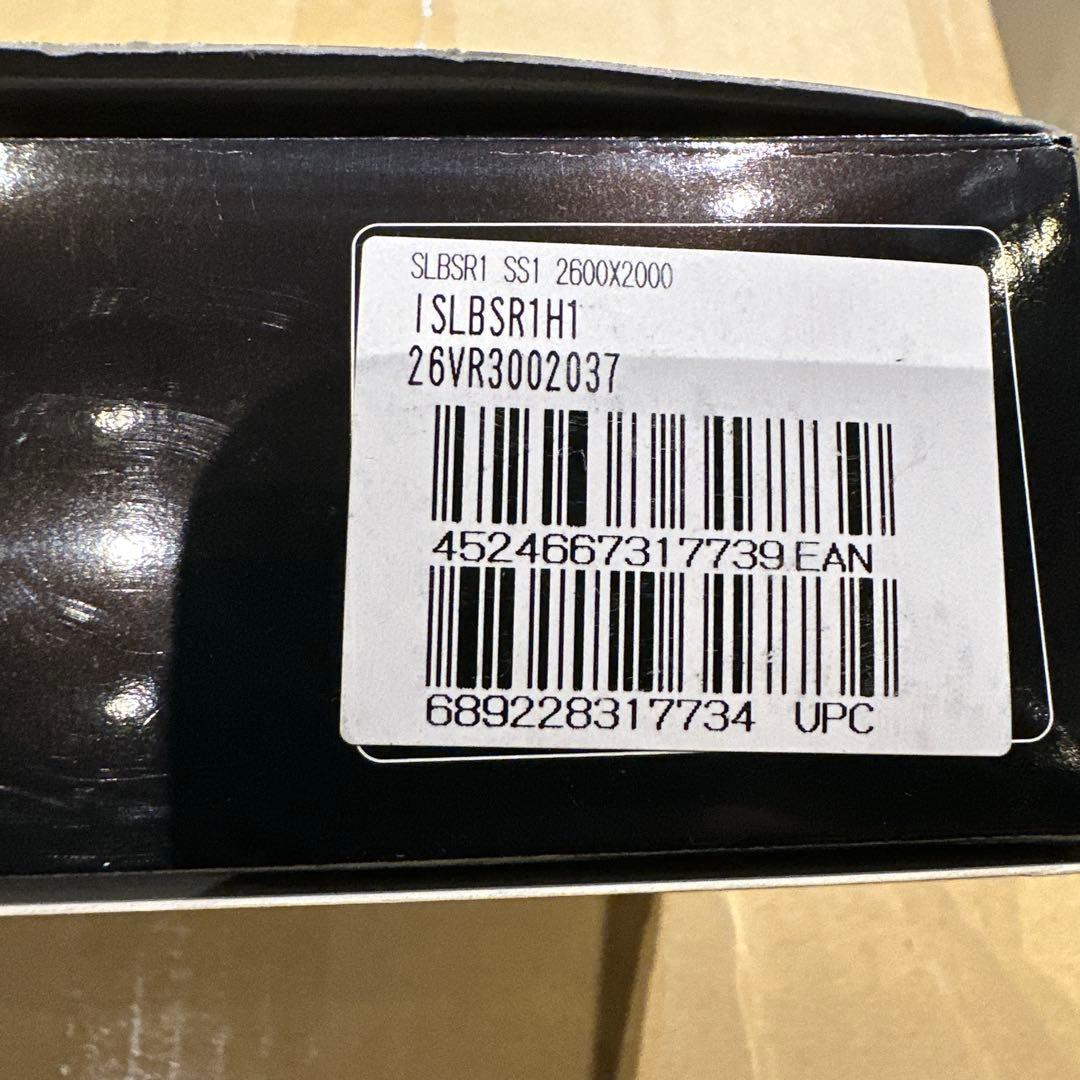 SLBSR1 SS1 2600X2000
ISLBSR1H1
26VR3002037
4524667317739 EAN
689228317734 UPC